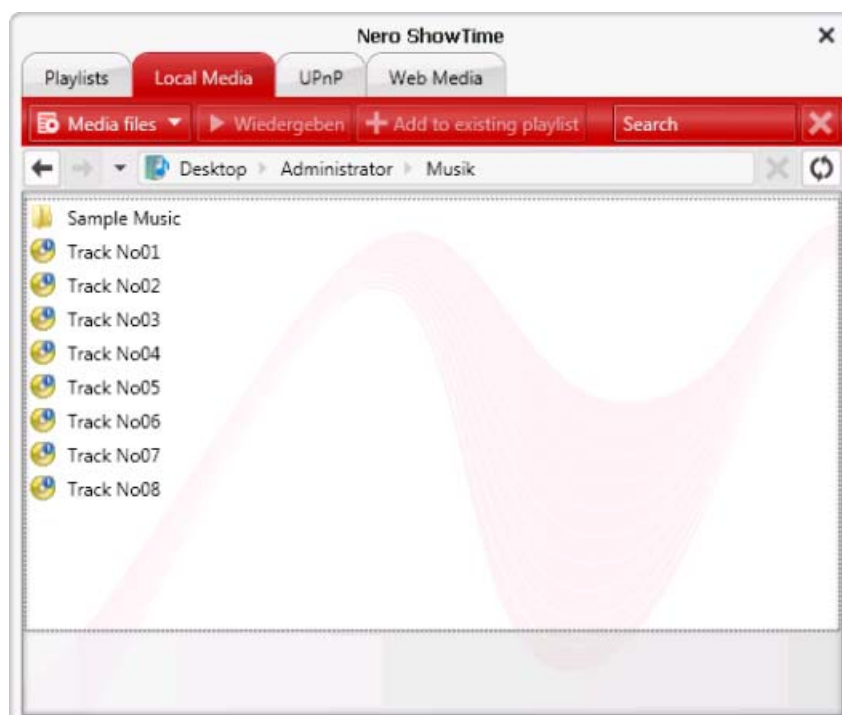 Nero ShowTime
Playlists Local Media UPnP Web Media
Media files Wiedergeben Add to existing playlist Search
Desktop Administrator Musik
Sample Music
Track No01
Track No02
Track No03
Track No04
Track No05
Track No06
Track No07
Track No08